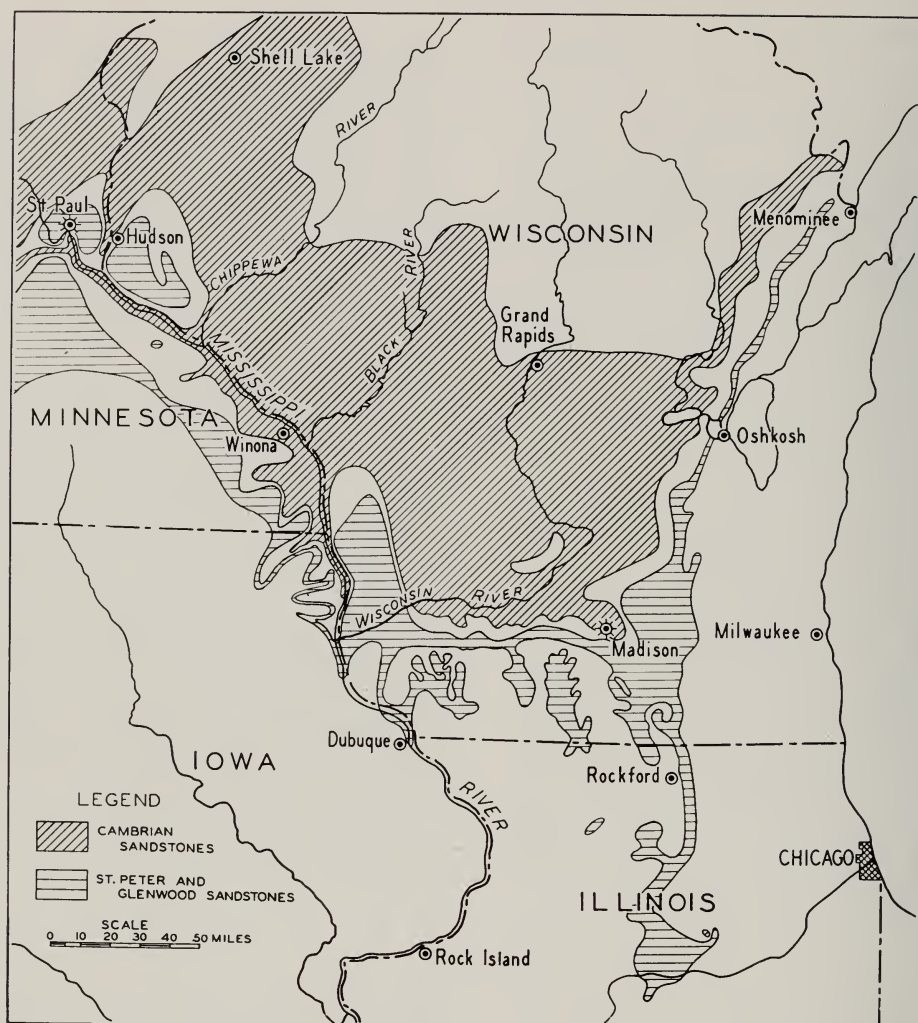 Shell Lake
RIVER
St. Paul
Hudson
WISCONSIN
Menominee
CHIPPEWA
RIVER
Grand
Rapids
BLACK
MISSISSIPPI
MINNESOTA
Winona
Oshkosh
WISCONSIN
RIVER
Madison
Milwaukee
Dubuque
IOWA
Rockford
RIVER
LEGEND
CAMBRIAN
SANDSTONES
ST. PETER AND
GLENWOOD SANDSTONES
CHICAGO
ILLINOIS
SCALE
0 10 20 30 40 50 MILES
Rock Island